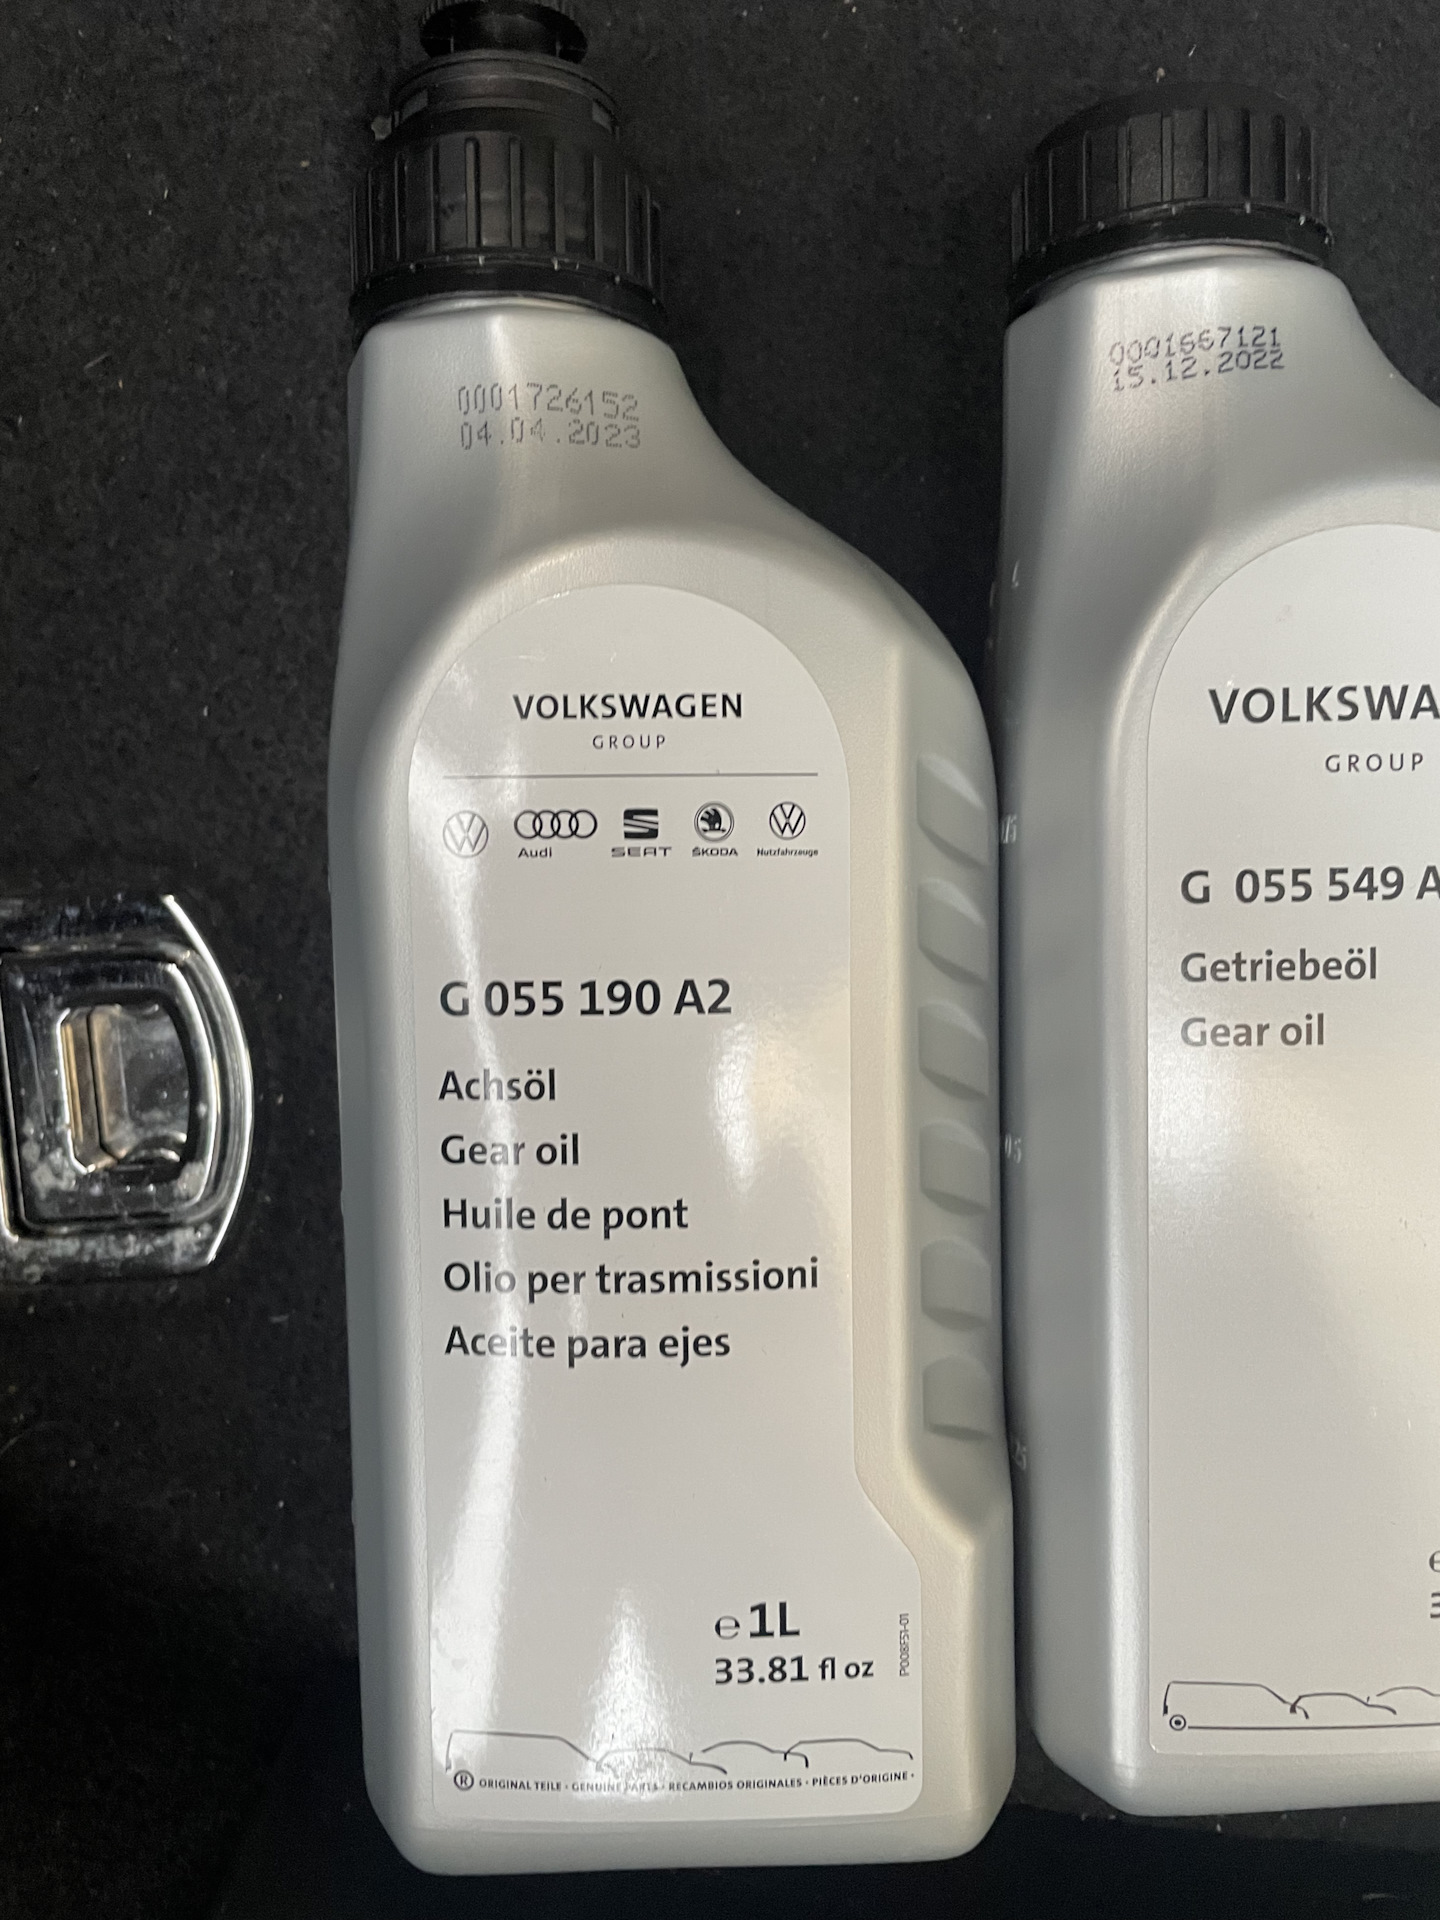 0001726152
04.04.2023
VOLKSWAGEN
GROUP
Audi SEAT ŠKODA Nutzfahrzeuge
G 055 190 A2
Achsöl
Gear oil
Huile de pont
Olio per trasmissioni
Aceite para ejes
e 1L
33.81 fl oz
P008F51-01
® ORIGINAL TEILE · GENUINE PARTS · RECAMBIOS ORIGINALES · PIÈCES D'ORIGINE ·
0001667121
15.12.2022
VOLKSWA
GROUP
G 055 549 A
Getriebeöl
Gear oil